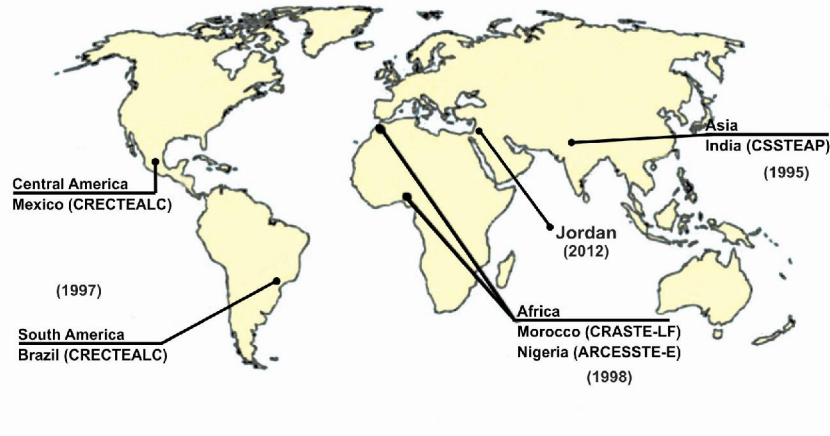 Asia
India (CSSTEAP)
(1995)
Central America
Mexico (CRECTEALC)
Jordan
(2012)
(1997)
South America
Brazil (CRECTEALC)
Africa
Morocco (CRASTE-LF)
Nigeria (ARCESSTE-E)
(1998)